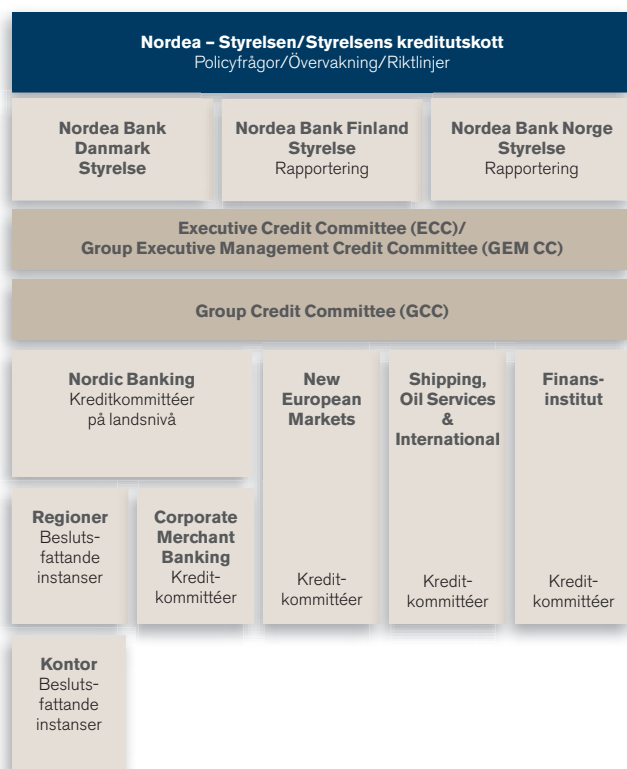 Nordea – Styrelsen/Styrelsens kreditutskott
Policyfrågor/Övervakning/Riktlinjer
Nordea Bank
Danmark
Styrelse
Nordea Bank Finland
Styrelse
Rapportering
Nordea Bank Norge
Styrelse
Rapportering
Executive Credit Committee (ECC)/
Group Executive Management Credit Committee (GEM CC)
Group Credit Committee (GCC)
Nordic Banking
Kreditkommittéer
på landsnivå
New
European
Markets
Kredit-
kommittéer
Shipping,
Oil Services
&
International
Kredit-
kommittéer
Finans-
institut
Kredit-
kommittéer
Regioner
Besluts-
fattande
instanser
Corporate
Merchant
Banking
Kredit-
kommittéer
Kontor
Besluts-
fattande
instanser